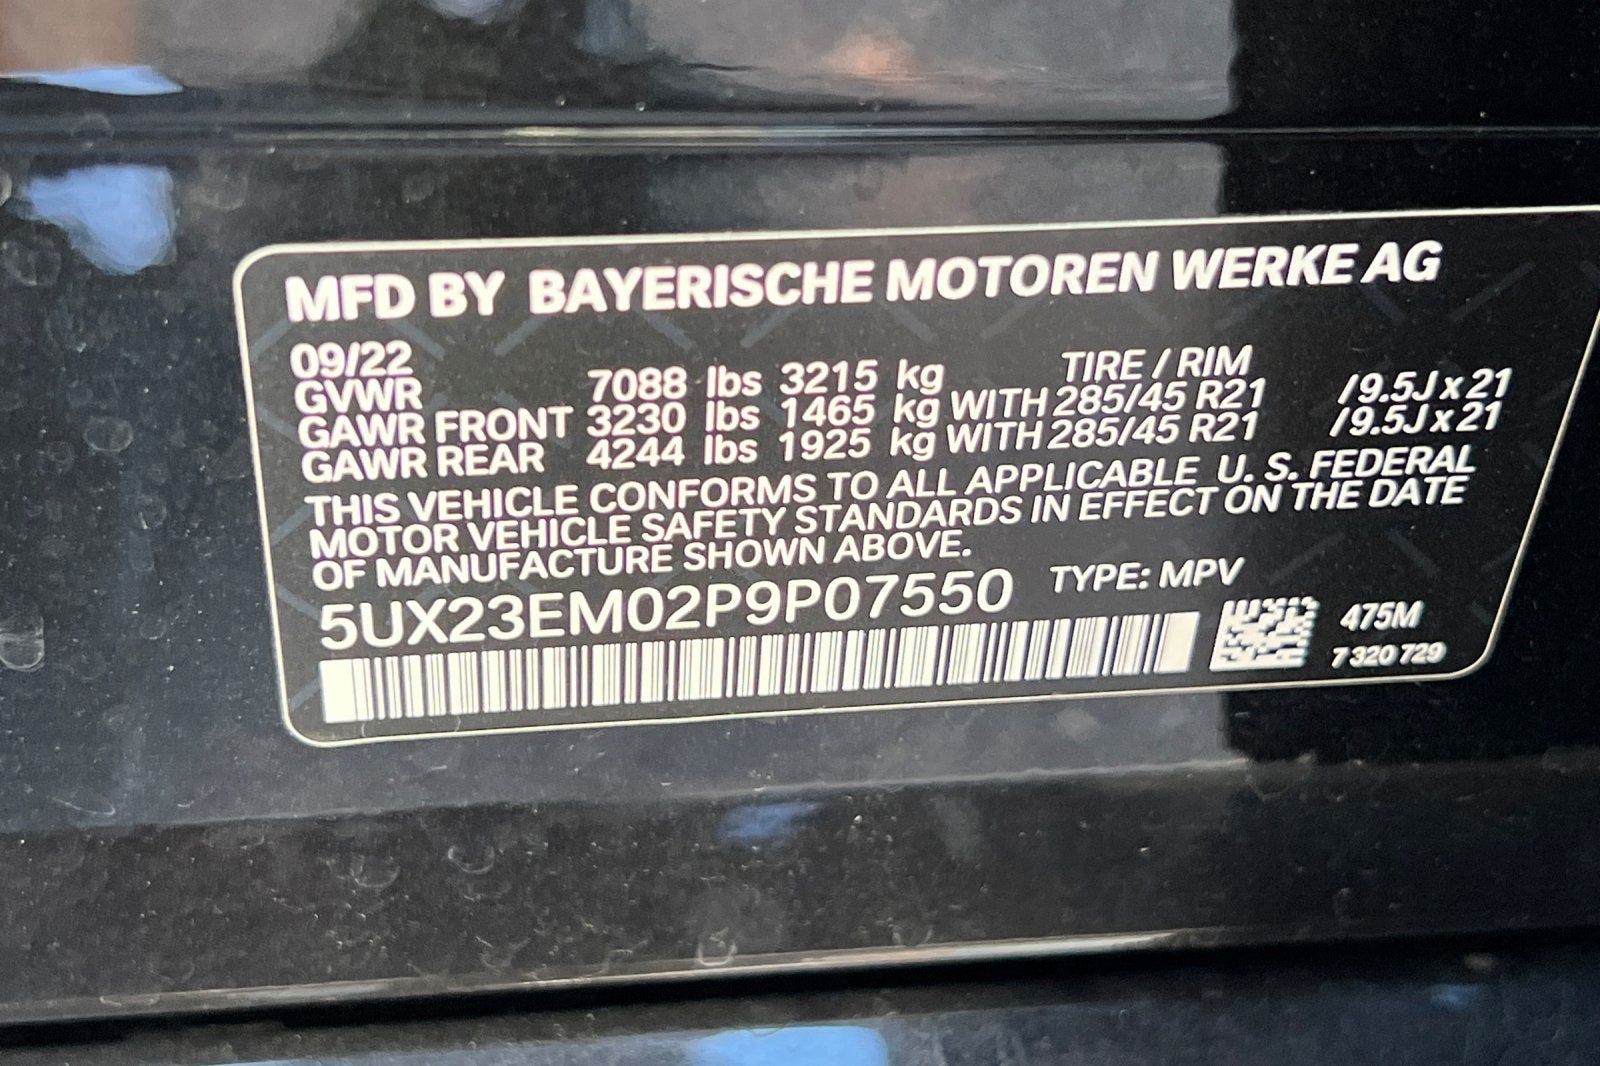 MFD BY BAYERISCHE MOTOREN WERKE AG
09/22 TIRE / RIM
GVWR 7088 lbs 3215 kg
GAWR FRONT 3230 lbs 1465 kg WITH 285/45 R21 /9.5J x 21
GAWR REAR 4244 lbs 1925 kg WITH 285/45 R21 /9.5J x 21
THIS VEHICLE CONFORMS TO ALL APPLICABLE U. S. FEDERAL
MOTOR VEHICLE SAFETY STANDARDS IN EFFECT ON THE DATE
OF MANUFACTURE SHOWN ABOVE.
5UX23EM02P9P07550 TYPE: MPV
475M
7 320 729